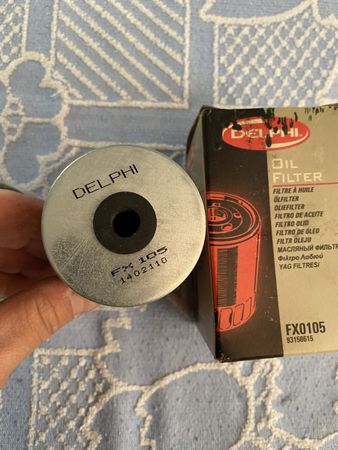 DELPHI
FX 105
1402110
DELPHI
OIL
FILTER
FILTRE À HUILE
ÖLFILTER
OLIEFILTER
FILTRO DE ACEITE
FILTRO OLIO
FILTRO DE ÓLEO
FILTR OLEJU
МАСЛЯНЫЙ ФИЛЬТР
Φίλτρο Λαδιού
YAG FILTRESI
FX0105
93156615